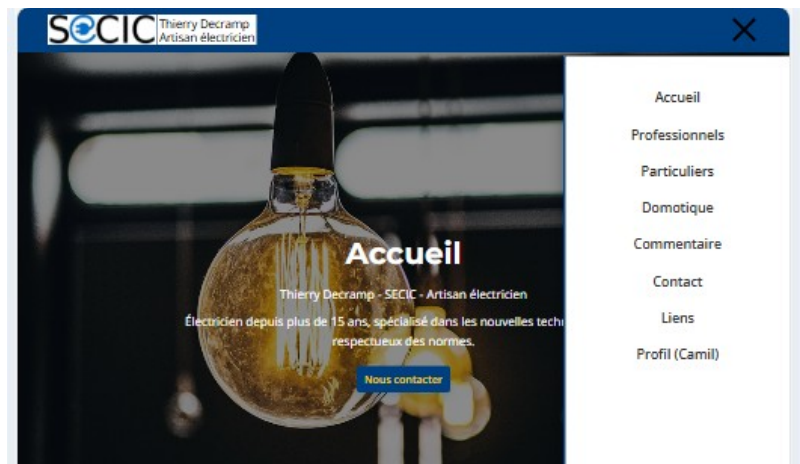 SECIC
Thierry Decramp
Artisan électricien
Accueil
Thierry Decramp - SECIC - Artisan électricien
Électricien depuis plus de 15 ans, spécialisé dans les nouvelles
respectueux des normes.
Nous contacter
Accueil
Professionnels
Particuliers
Domotique
Commentaire
Contact
Liens
Profil (Camil)